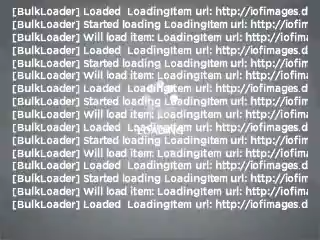 [BulkLoader] Loaded LoadingItem url: http://iofimages.d
[BulkLoader] Started loading LoadingItem url: http://iofim
[BulkLoader] Will load item: LoadingItem url: http://iofima
[BulkLoader] Loaded LoadingItem url: http://iofimages.d
[BulkLoader] Started loading LoadingItem url: http://iofim
[BulkLoader] Will load item: LoadingItem url: http://iofima
[BulkLoader] Loaded LoadingItem url: http://iofimages.d
[BulkLoader] Started loading LoadingItem url: http://iofim
[BulkLoader] Will load item: LoadingItem url: http://iofima
[BulkLoader] Loaded LoadingItem url: http://iofimages.d
LOADING
[BulkLoader] Started loading LoadingItem url: http://iofim
[BulkLoader] Will load item: LoadingItem url: http://iofima
[BulkLoader] Loaded LoadingItem url: http://iofimages.d
[BulkLoader] Started loading LoadingItem url: http://iofim
[BulkLoader] Will load item: LoadingItem url: http://iofima
[BulkLoader] Loaded LoadingItem url: http://iofimages.d